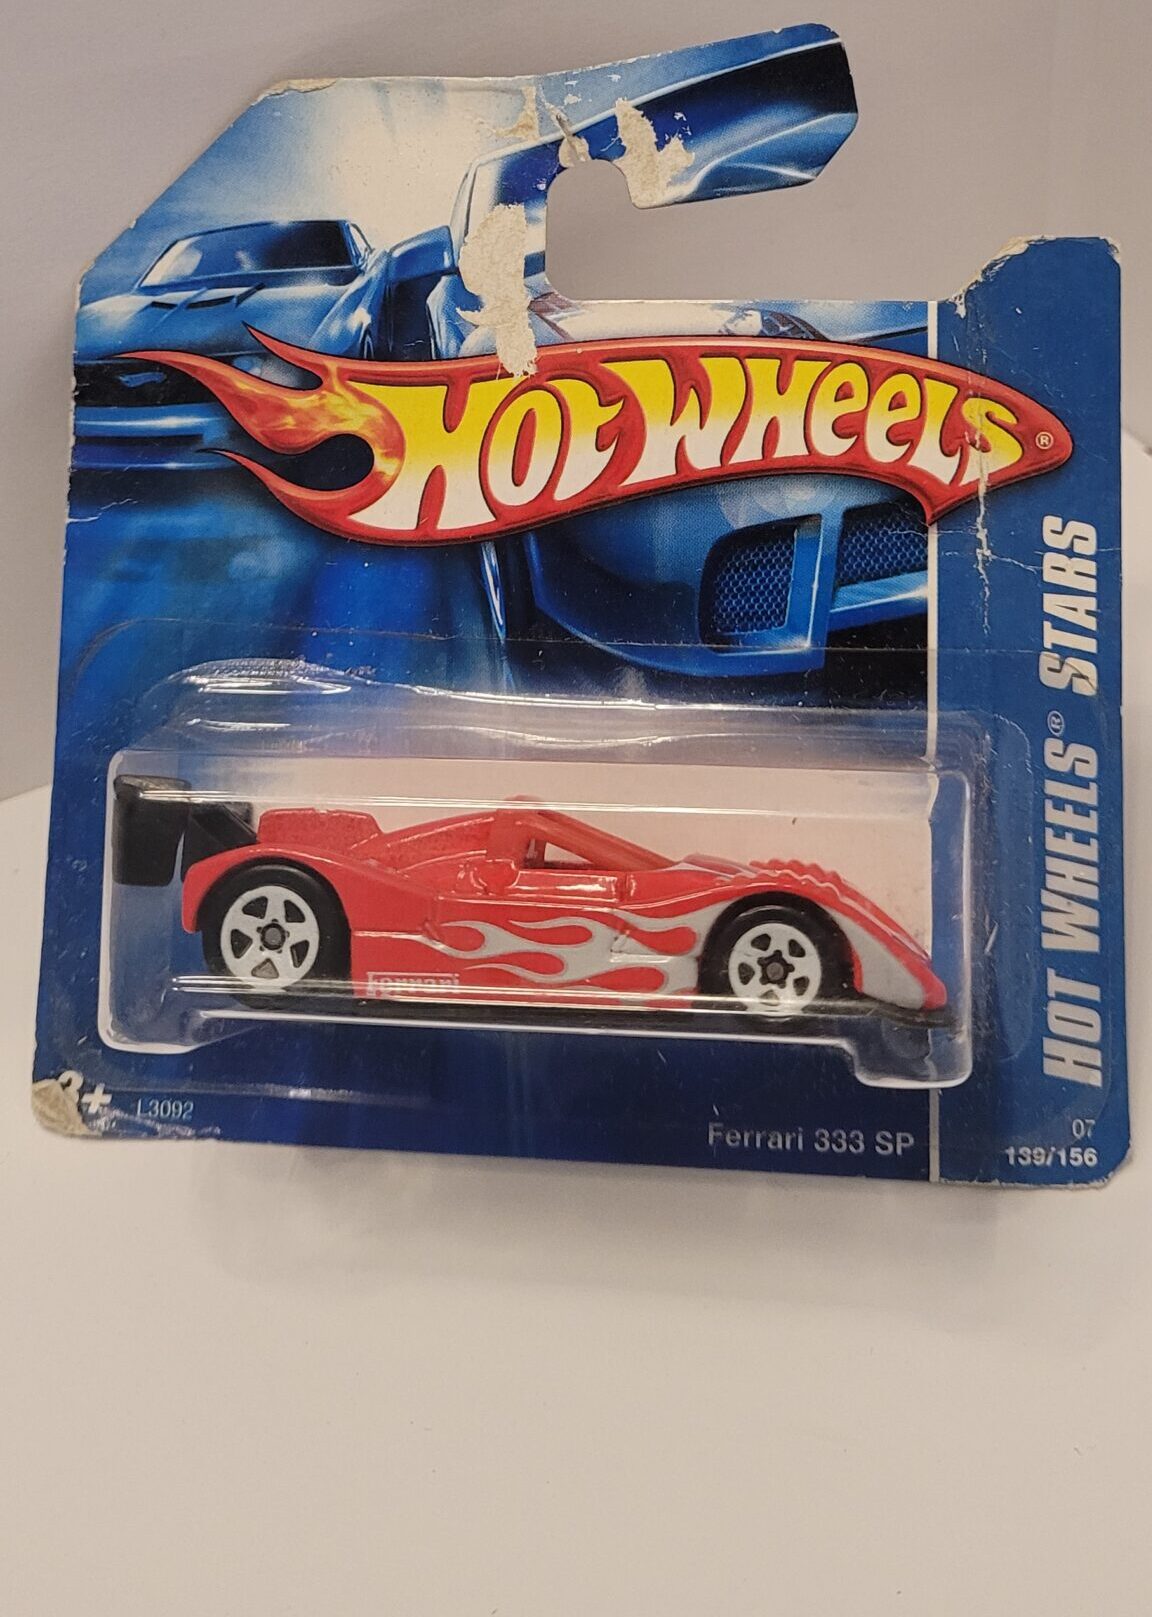 HOT WHEELS®
HOT WHEELS® STARS
Ferrari
3+ L3092
Ferrari 333 SP
07
139/156